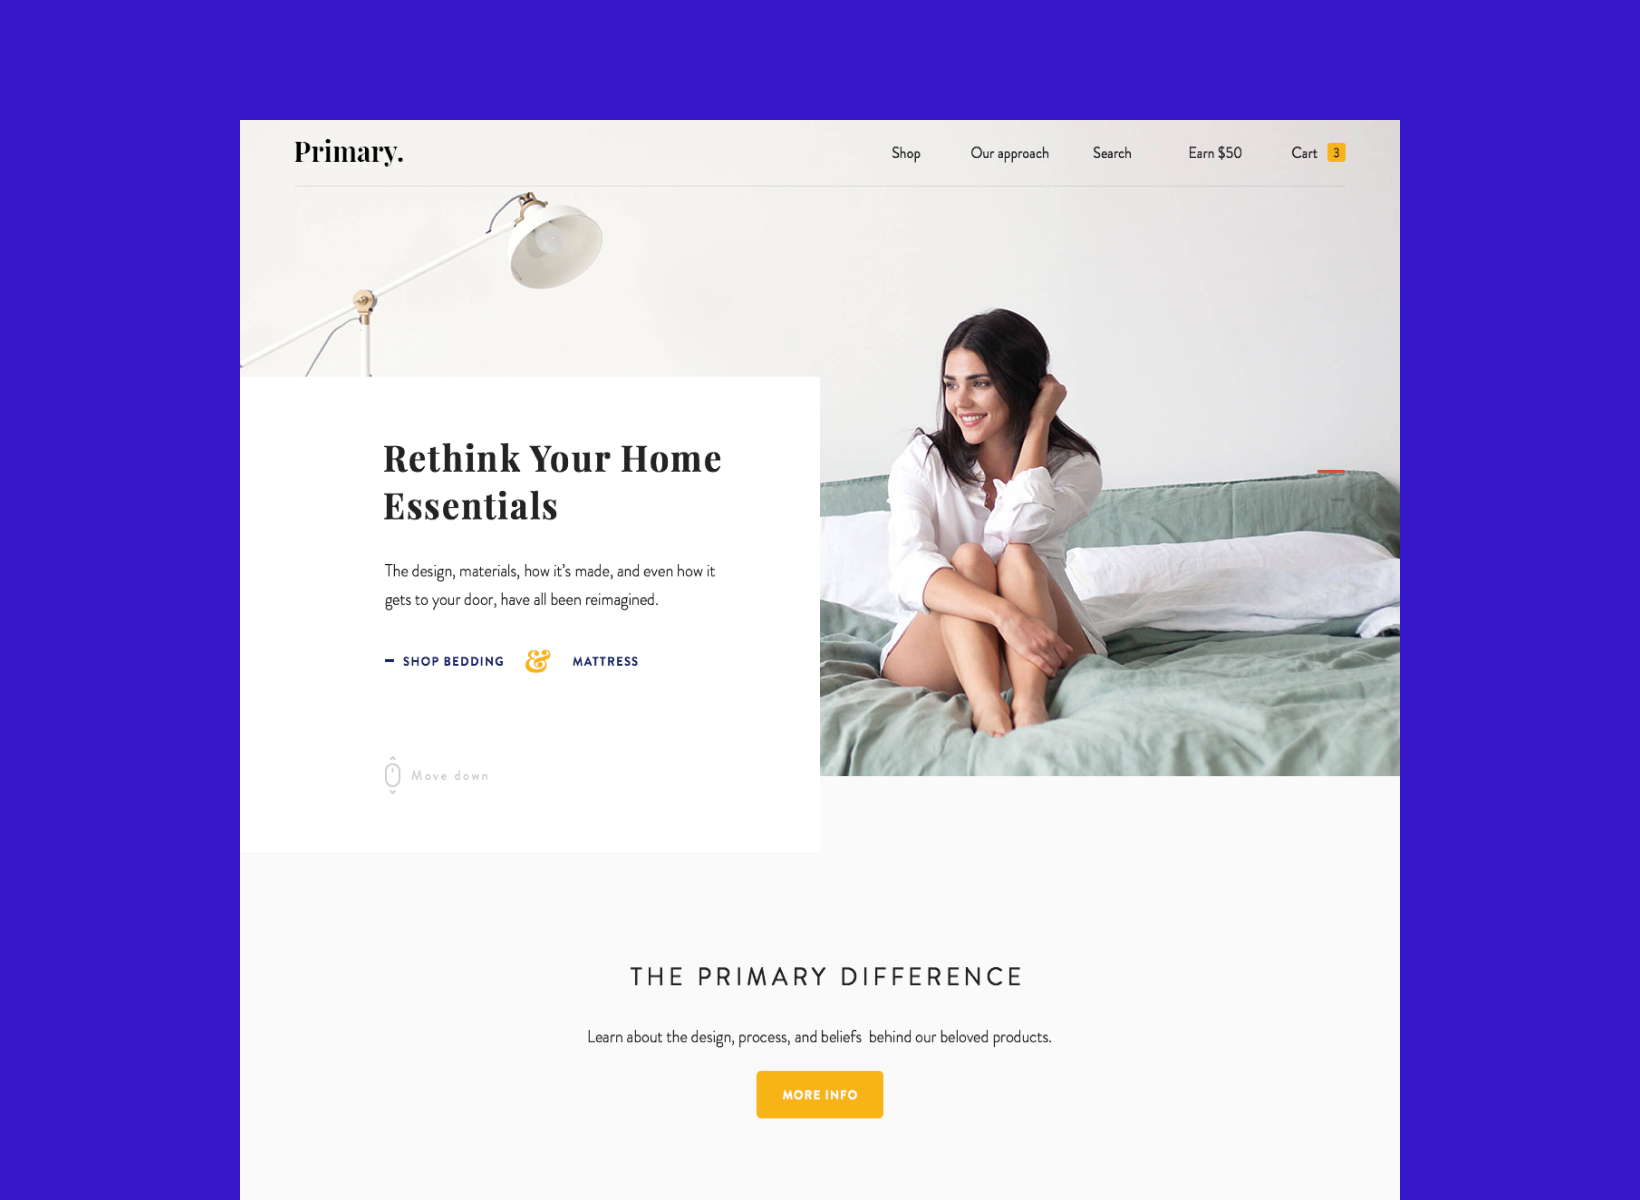 Primary.
Shop
Our approach
Search
Earn $50
Cart 3
Rethink Your Home
Essentials
The design, materials, how it's made, and even how it
gets to your door, have all been reimagined.
SHOP BEDDING & MATTRESS
Move down
THE PRIMARY DIFFERENCE
Learn about the design, process, and beliefs behind our beloved products.
MORE INFO